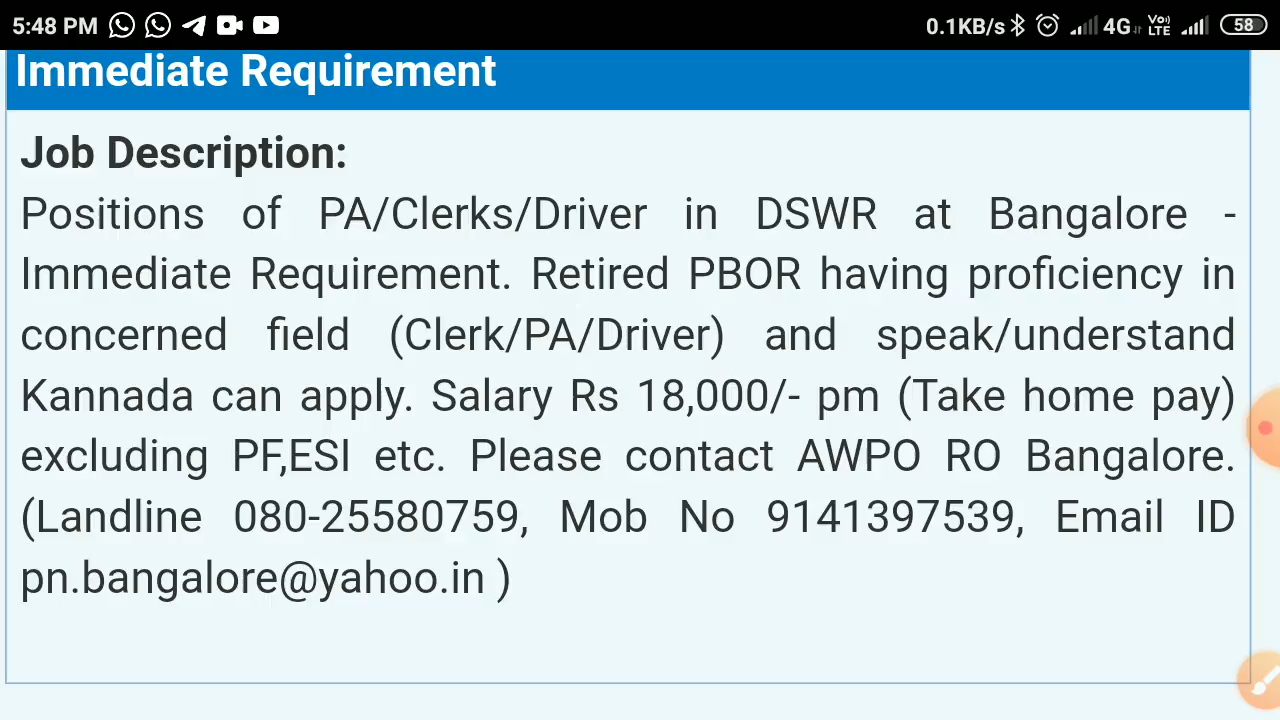 5:48 PM 0.1KB/s 4G Vo)) LTE 58
Immediate Requirement
Job Description:
Positions of PA/Clerks/Driver in DSWR at Bangalore -
Immediate Requirement. Retired PBOR having proficiency in
concerned field (Clerk/PA/Driver) and speak/understand
Kannada can apply. Salary Rs 18,000/- pm (Take home pay)
excluding PF,ESI etc. Please contact AWPO RO Bangalore.
(Landline 080-25580759, Mob No 9141397539, Email ID
pn.bangalore@yahoo.in )